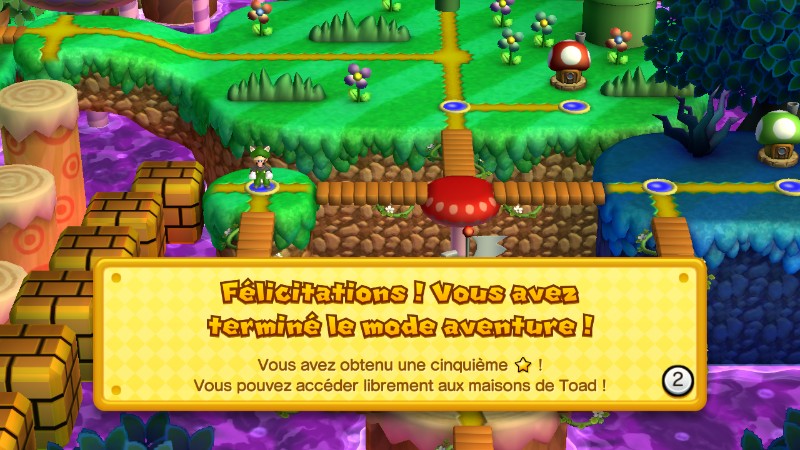 Félicitations ! Vous avez
terminé le mode aventure !
Vous avez obtenu une cinquième ☆ !
Vous pouvez accéder librement aux maisons de Toad !
2